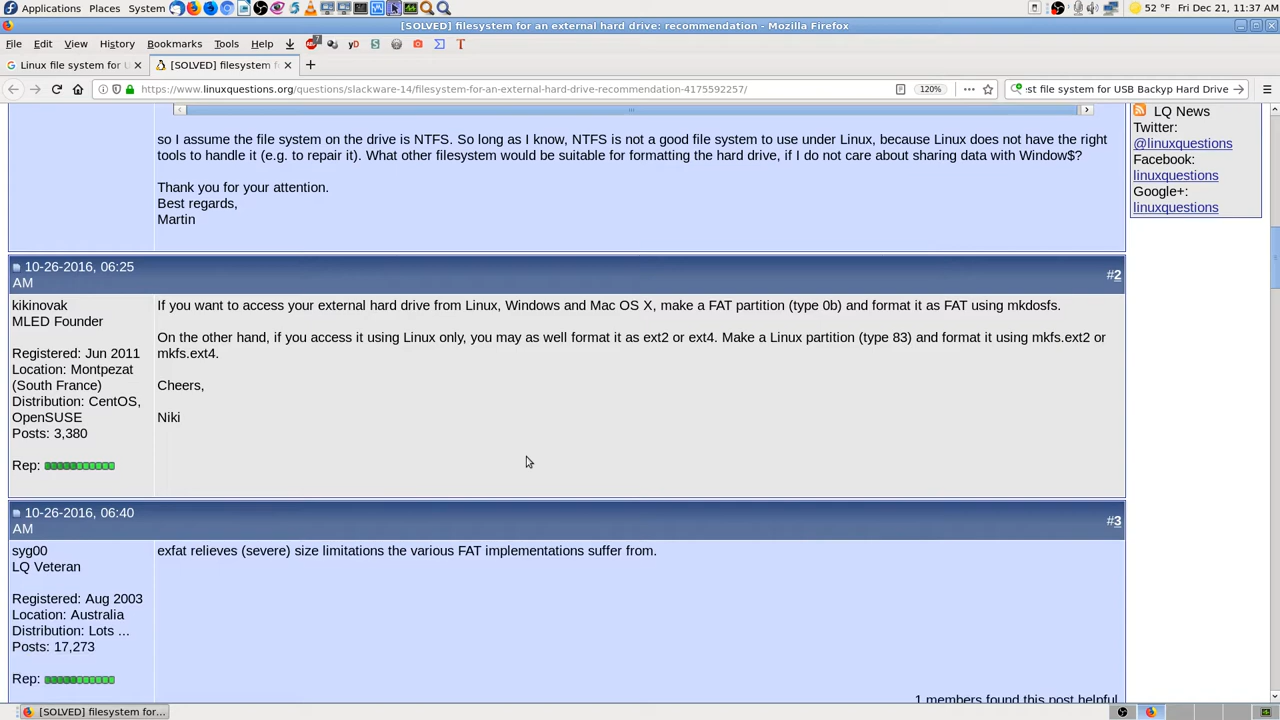 Applications Places System 52 °F Fri Dec 21, 11:37 AM
[SOLVED] filesystem for an external hard drive: recommendation - Mozilla Firefox
File Edit View History Bookmarks Tools Help 7 yD S T
Linux file system for U [SOLVED] filesystem f
https://www.linuxquestions.org/questions/slackware-14/filesystem-for-an-external-hard-drive-recommendation-4175592257/ 120% st file system for USB Backyp Hard Drive
LQ News
Twitter:
@linuxquestions
Facebook:
linuxquestions
Google+:
linuxquestions
so I assume the file system on the drive is NTFS. So long as I know, NTFS is not a good file system to use under Linux, because Linux does not have the right
tools to handle it (e.g. to repair it). What other filesystem would be suitable for formatting the hard drive, if I do not care about sharing data with Window$?
Thank you for your attention.
Best regards,
Martin
10-26-2016, 06:25
AM
#2
kikinovak
MLED Founder
Registered: Jun 2011
Location: Montpezat
(South France)
Distribution: CentOS,
OpenSUSE
Posts: 3,380
Rep:
If you want to access your external hard drive from Linux, Windows and Mac OS X, make a FAT partition (type 0b) and format it as FAT using mkdosfs.
On the other hand, if you access it using Linux only, you may as well format it as ext2 or ext4. Make a Linux partition (type 83) and format it using mkfs.ext2 or
mkfs.ext4.
Cheers,
Niki
10-26-2016, 06:40
AM
#3
syg00
LQ Veteran
Registered: Aug 2003
Location: Australia
Distribution: Lots ...
Posts: 17,273
Rep:
exfat relieves (severe) size limitations the various FAT implementations suffer from.
1 members found this post helpful.
[SOLVED] filesystem for...